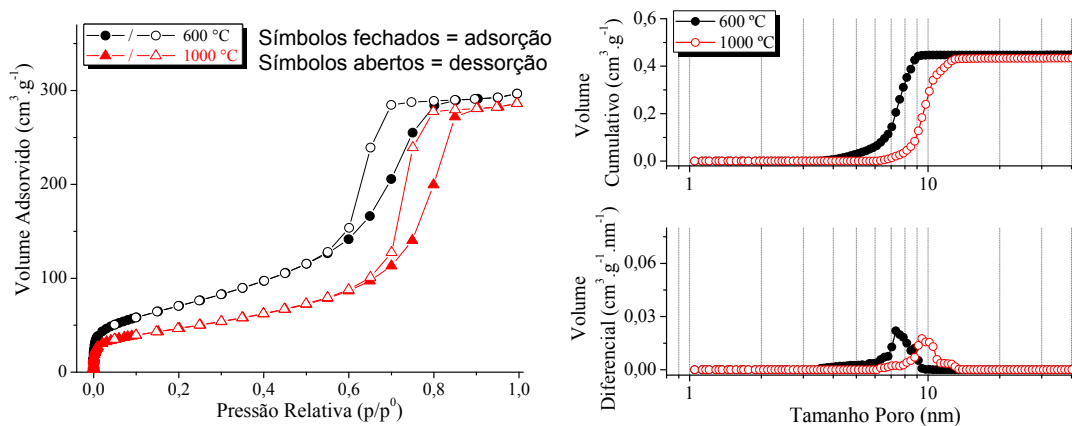 600 °C
1000 °C
Símbolos fechados = adsorção
Símbolos abertos = dessorção
Volume Adsorvido (cm³.g⁻¹)
300
200
100
0
0,0 0,2 0,4 0,6 0,8 1,0
Pressão Relativa (p/p⁰)
600 ºC
1000 ºC
Volume
Cumulativo (cm³.g⁻¹)
0,6
0,4
0,2
0,0
1 10
Volume
Diferencial (cm³.g⁻¹.nm⁻¹)
0,06
0,03
0,00
1 10
Tamanho Poro (nm)